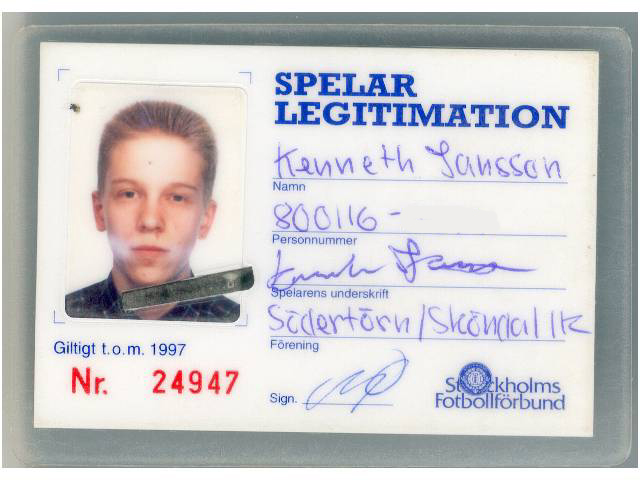 SPELAR
LEGITIMATION
Kenneth Jansson
Namn
800116-
Personnummer
Spelarens underskrift
Södertörn/Sköndal IK
Förening
Giltigt t.o.m. 1997
Nr. 24947
Sign.
Stockholms
Fotbollförbund